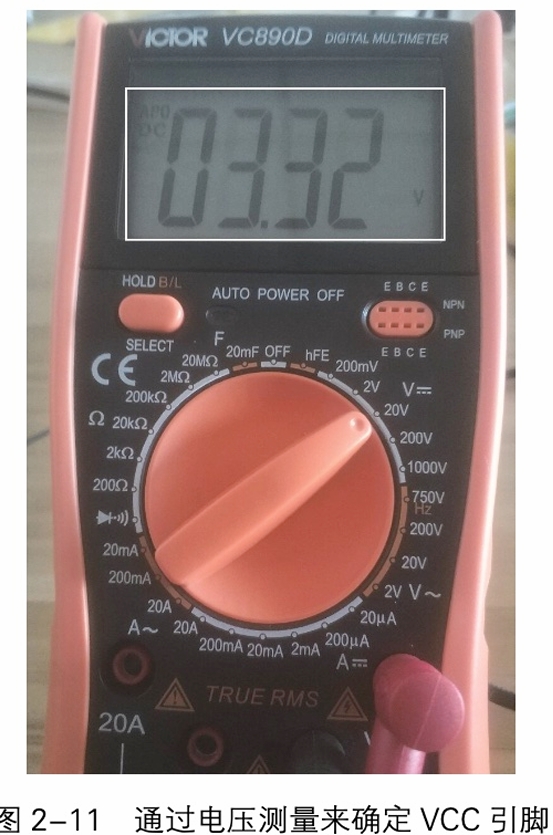 VICTOR VC890D DIGITAL MULTIMETER
APO
DC
03.32
V
HOLD B/L
AUTO POWER OFF
E B C E
NPN
PNP
E B C E
SELECT
F
CE
20mF OFF hFE
20MΩ
200mV
2MΩ
2V
V⎓
200kΩ
20V
Ω 20kΩ
200V
2kΩ
1000V
200Ω
750V
Hz
200V
20mA
20V
200mA
2V V~
20A
20μA
A~ 20A
200mA 20mA 2mA 200μA
A⎓
TRUE RMS
20A
图 2-11 通过电压测量来确定 VCC 引脚